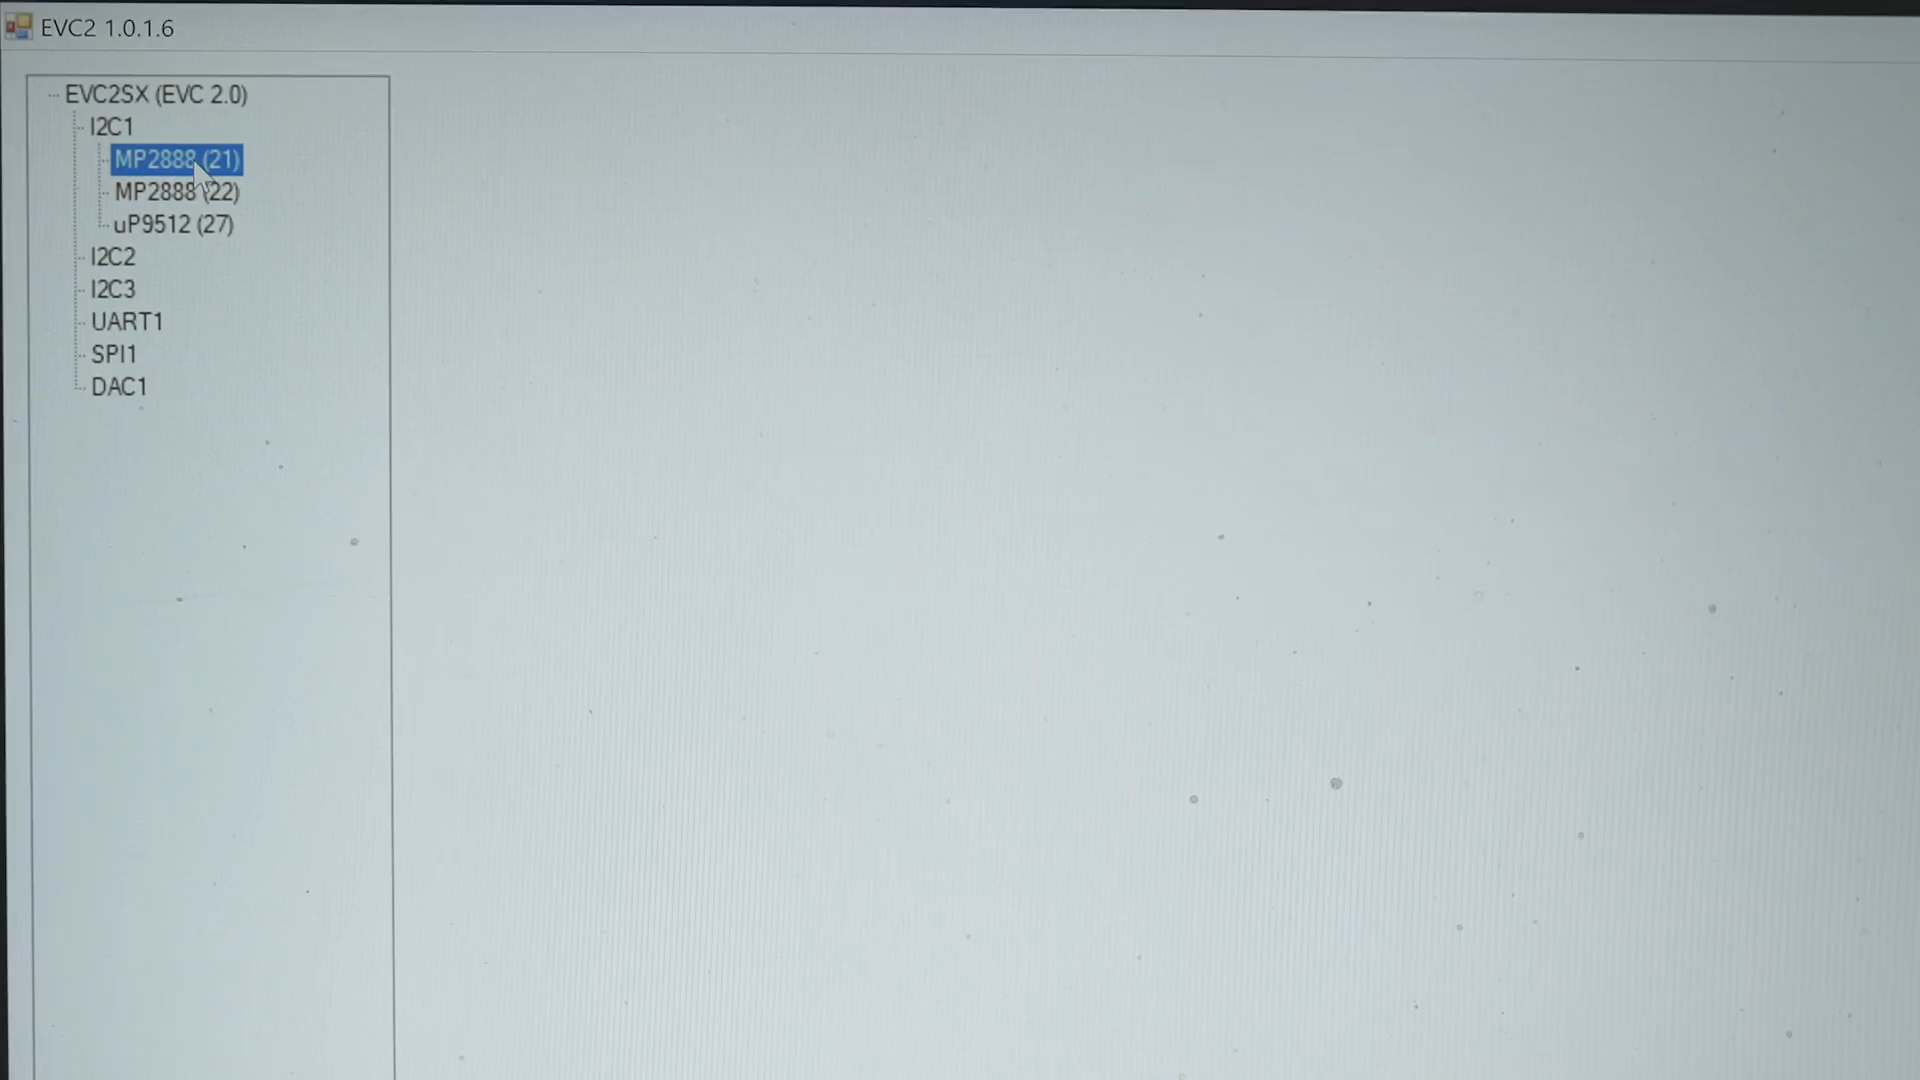 EVC2 1.0.1.6
EVC2SX (EVC 2.0)
I2C1
MP2888 (21)
MP2888 (22)
uP9512 (27)
I2C2
I2C3
UART1
SPI1
DAC1